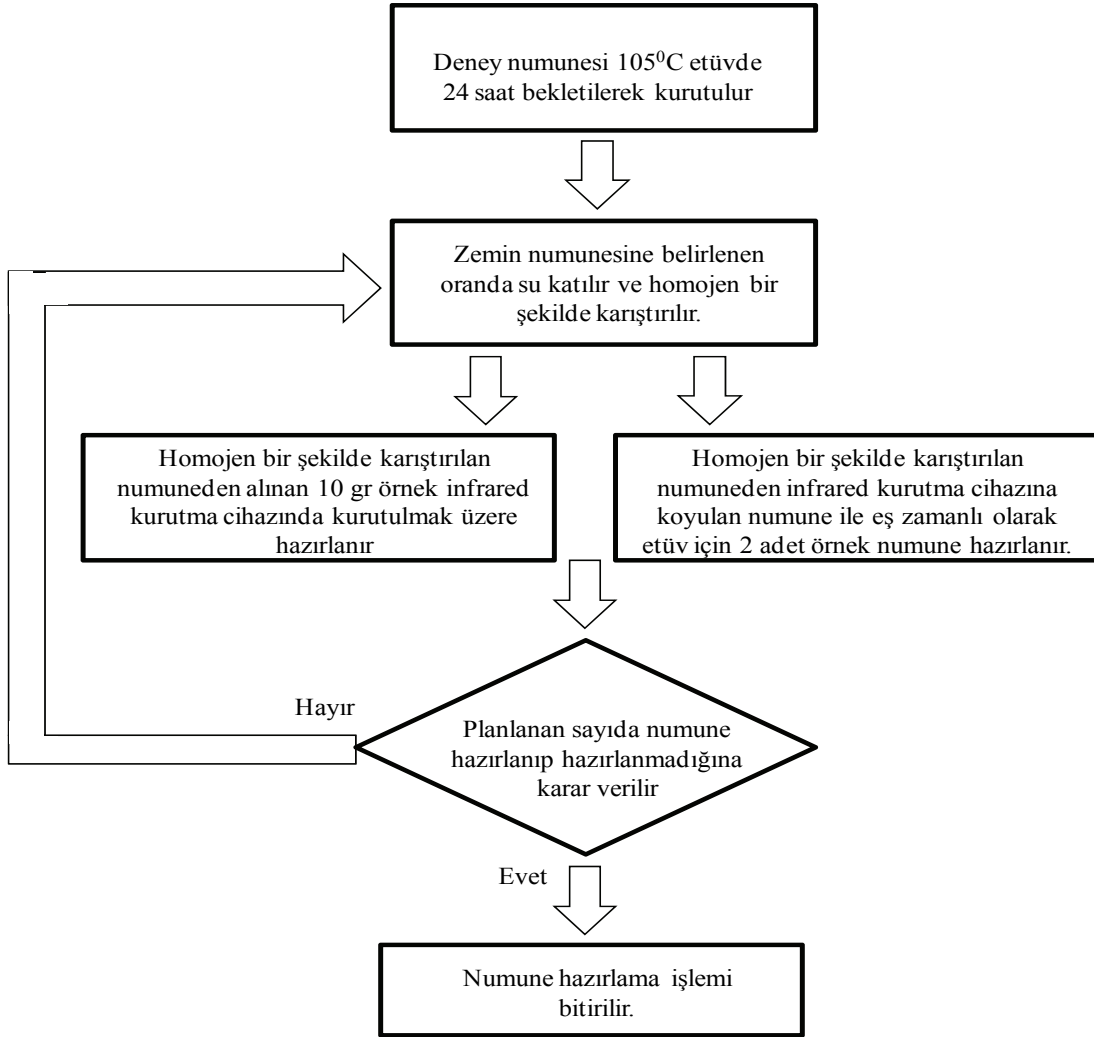 Deney numunesi 105⁰C etüvde
24 saat bekletilerek kurutulur
Zemin numunesine belirlenen
oranda su katılır ve homojen bir
şekilde karıştırılır.
Homojen bir şekilde karıştırılan
numuneden alınan 10 gr örnek infrared
kurutma cihazında kurutulmak üzere
hazırlanır
Homojen bir şekilde karıştırılan
numuneden infrared kurutma cihazına
koyulan numune ile eş zamanlı olarak
etüv için 2 adet örnek numune hazırlanır.
Hayır
Planlanan sayıda numune
hazırlanıp hazırlanmadığına
karar verilir
Evet
Numune hazırlama işlemi
bitirilir.